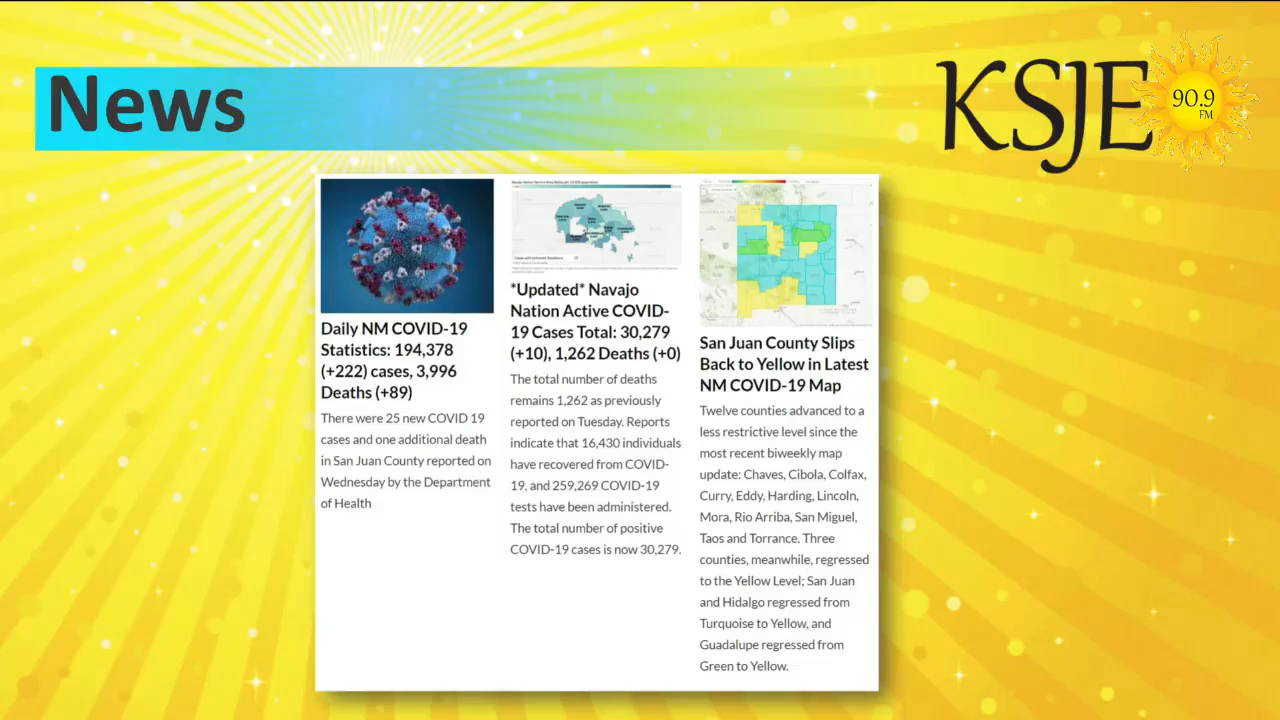 News
KSJE
90.9
FM
Daily NM COVID-19
Statistics: 194,378
(+222) cases, 3,996
Deaths (+89)
There were 25 new COVID 19
cases and one additional death
in San Juan County reported on
Wednesday by the Department
of Health
*Updated* Navajo
Nation Active COVID-
19 Cases Total: 30,279
(+10), 1,262 Deaths (+0)
The total number of deaths
remains 1,262 as previously
reported on Tuesday. Reports
indicate that 16,430 individuals
have recovered from COVID-
19, and 259,269 COVID-19
tests have been administered.
The total number of positive
COVID-19 cases is now 30,279.
San Juan County Slips
Back to Yellow in Latest
NM COVID-19 Map
Twelve counties advanced to a
less restrictive level since the
most recent biweekly map
update: Chaves, Cibola, Colfax,
Curry, Eddy, Harding, Lincoln,
Mora, Rio Arriba, San Miguel,
Taos and Torrance. Three
counties, meanwhile, regressed
to the Yellow Level; San Juan
and Hidalgo regressed from
Turquoise to Yellow, and
Guadalupe regressed from
Green to Yellow.